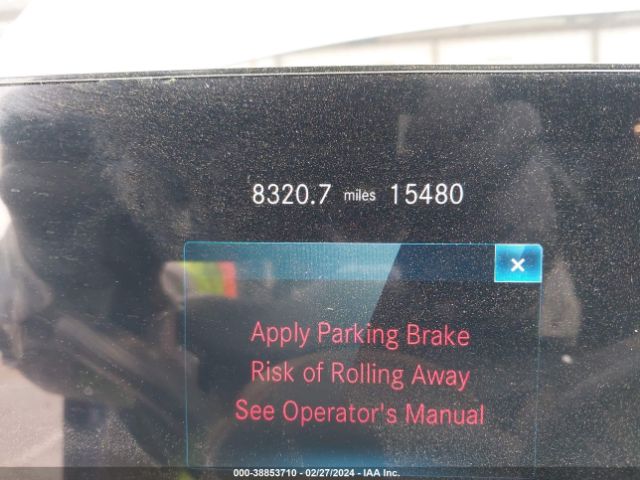 8320.7 miles 15480
×
Apply Parking Brake
Risk of Rolling Away
See Operator's Manual
000-38853710 - 02/27/2024 - IAA Inc.